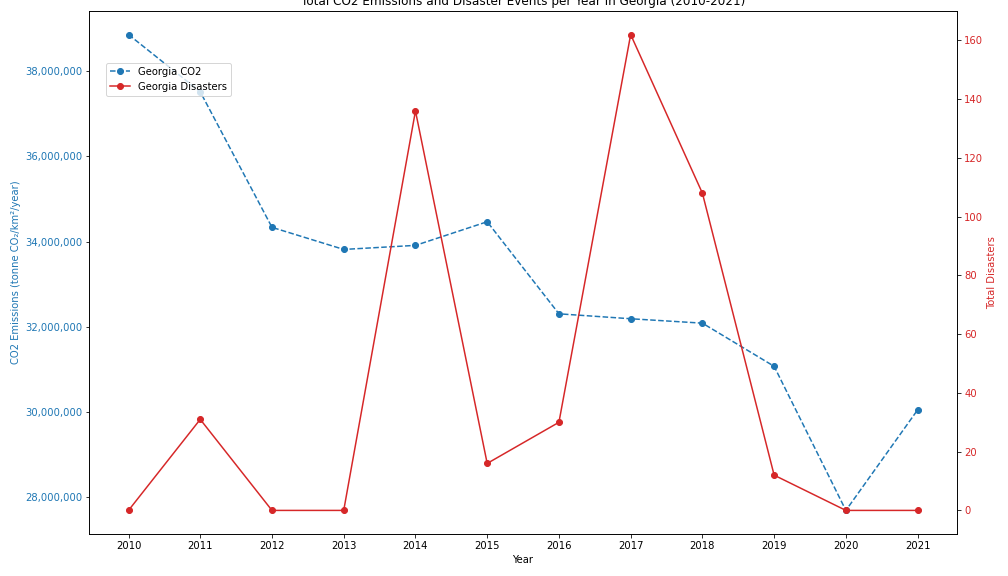 Total CO2 Emissions and Disaster Events per Year in Georgia (2010-2021)
Georgia CO2
Georgia Disasters
38,000,000
36,000,000
34,000,000
32,000,000
30,000,000
28,000,000
CO2 Emissions (tonne CO₂/km²/year)
160
140
120
100
80
60
40
20
0
Total Disasters
2010 2011 2012 2013 2014 2015 2016 2017 2018 2019 2020 2021
Year